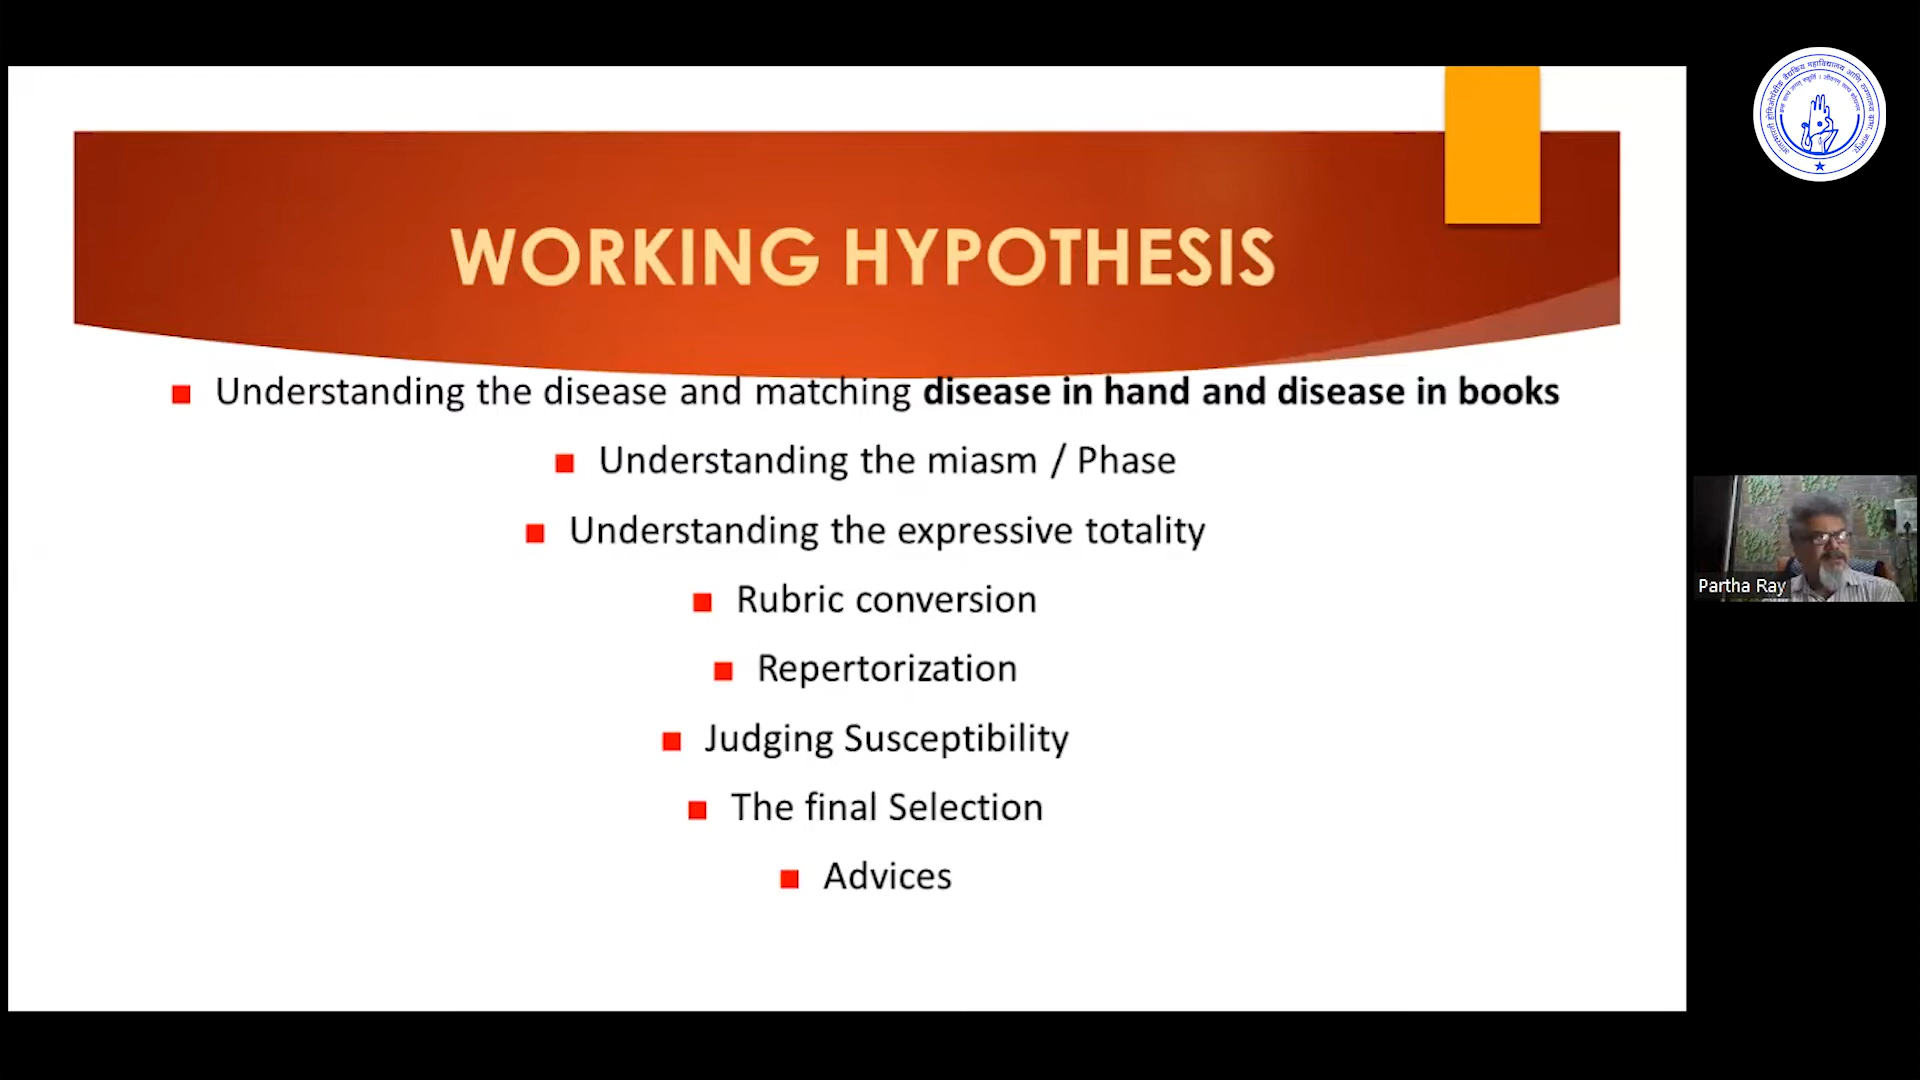 WORKING HYPOTHESIS
Understanding the disease and matching disease in hand and disease in books
Understanding the miasm / Phase
Understanding the expressive totality
Rubric conversion
Repertorization
Judging Susceptibility
The final Selection
Advices
Partha Ray